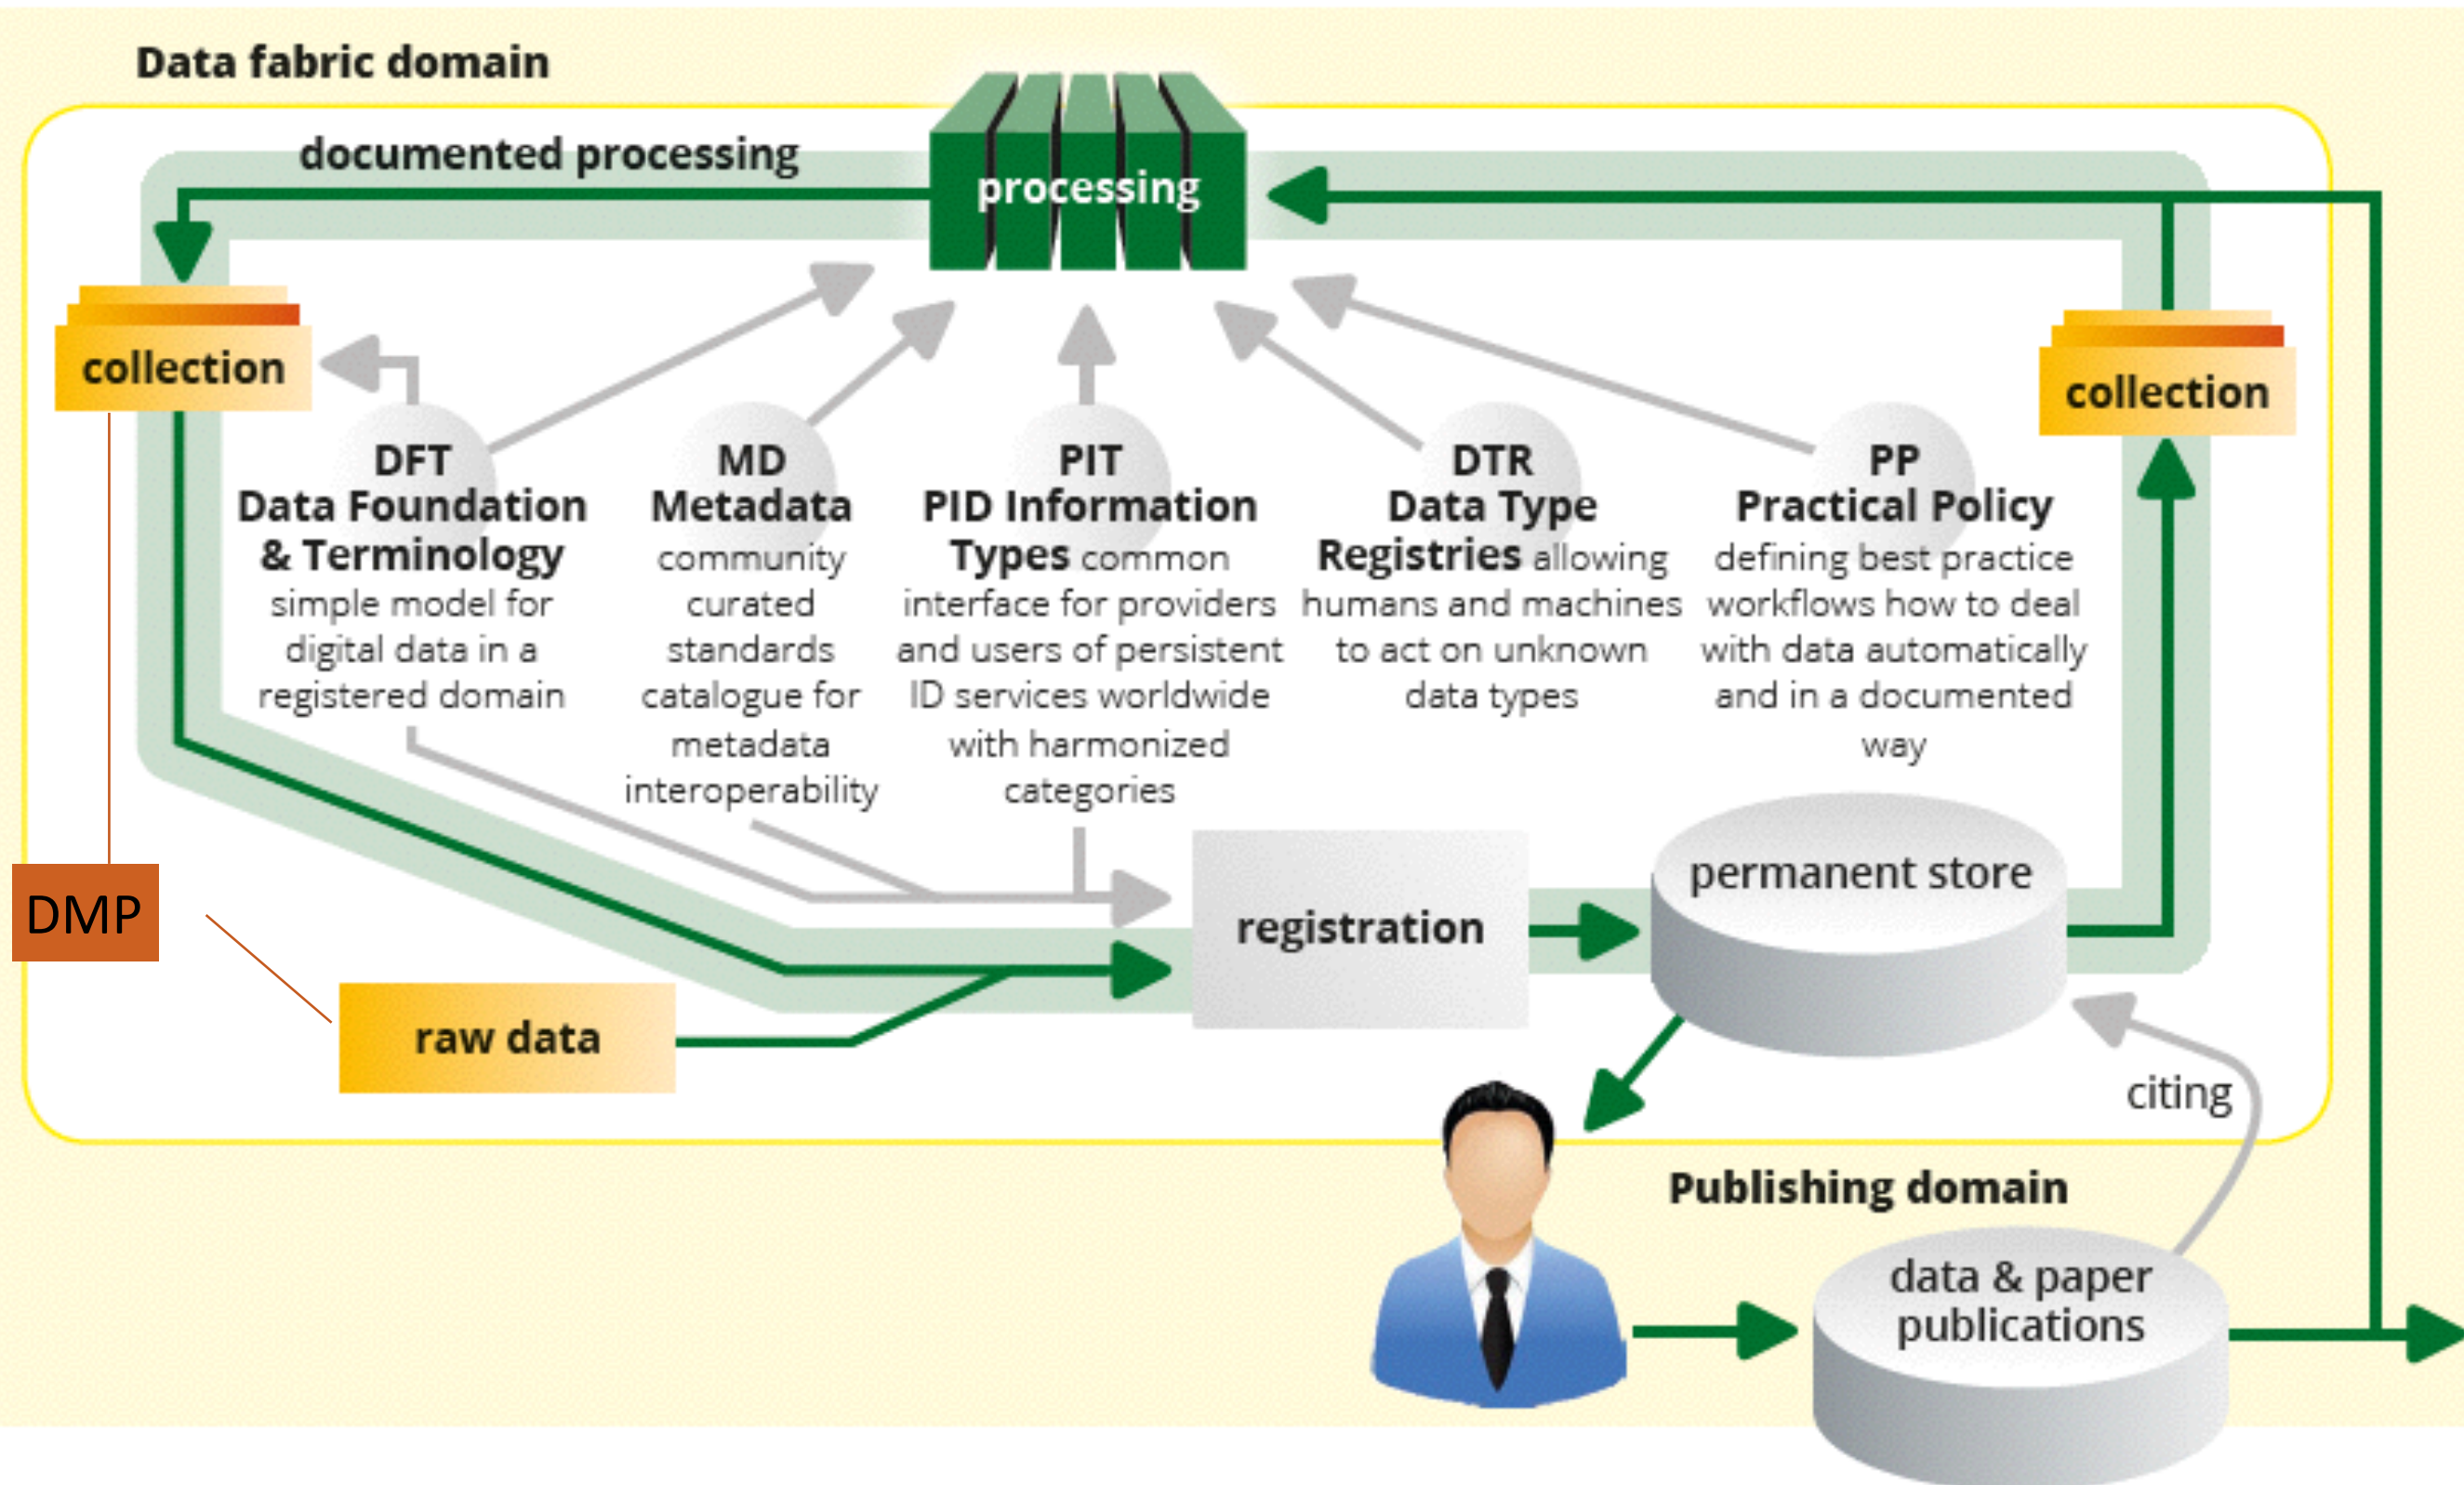 Data fabric domain
documented processing
processing
collection
collection
DFT
Data Foundation
& Terminology
simple model for
digital data in a
registered domain
MD
Metadata
community
curated
standards
catalogue for
metadata
interoperability
PIT
PID Information
Types common
interface for providers
and users of persistent
ID services worldwide
with harmonized
categories
DTR
Data Type
Registries allowing
humans and machines
to act on unknown
data types
PP
Practical Policy
defining best practice
workflows how to deal
with data automatically
and in a documented
way
DMP
raw data
registration
permanent store
citing
Publishing domain
data & paper
publications